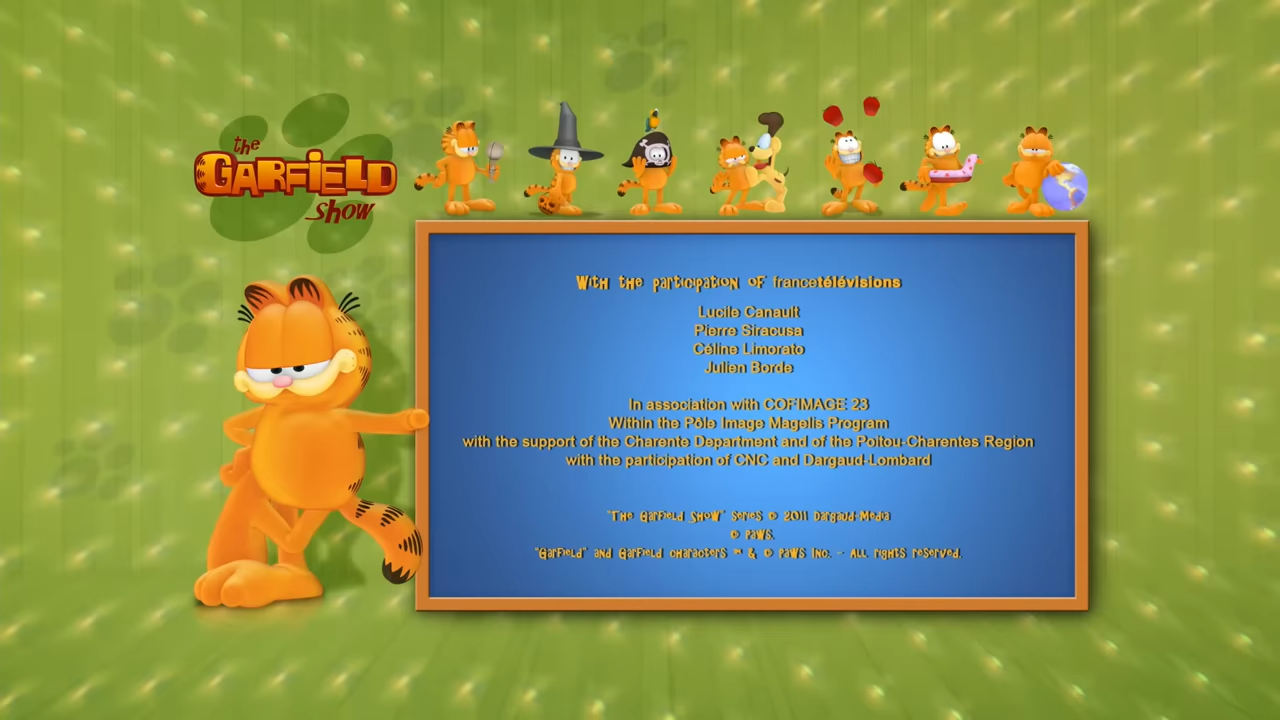 the
GARFIELD
show
With the participation of francetélévisions
Lucile Canault
Pierre Siracusa
Céline Limorato
Julien Borde
In association with COFIMAGE 23
Within the Pôle Image Magelis Program
with the support of the Charente Department and of the Poitou-Charentes Region
with the participation of CNC and Dargaud-Lombard
"The Garfield Show" series © 2011 Dargaud-Media
© PAWS.
"Garfield" and Garfield characters ™ & © PAWS Inc. - All rights reserved.